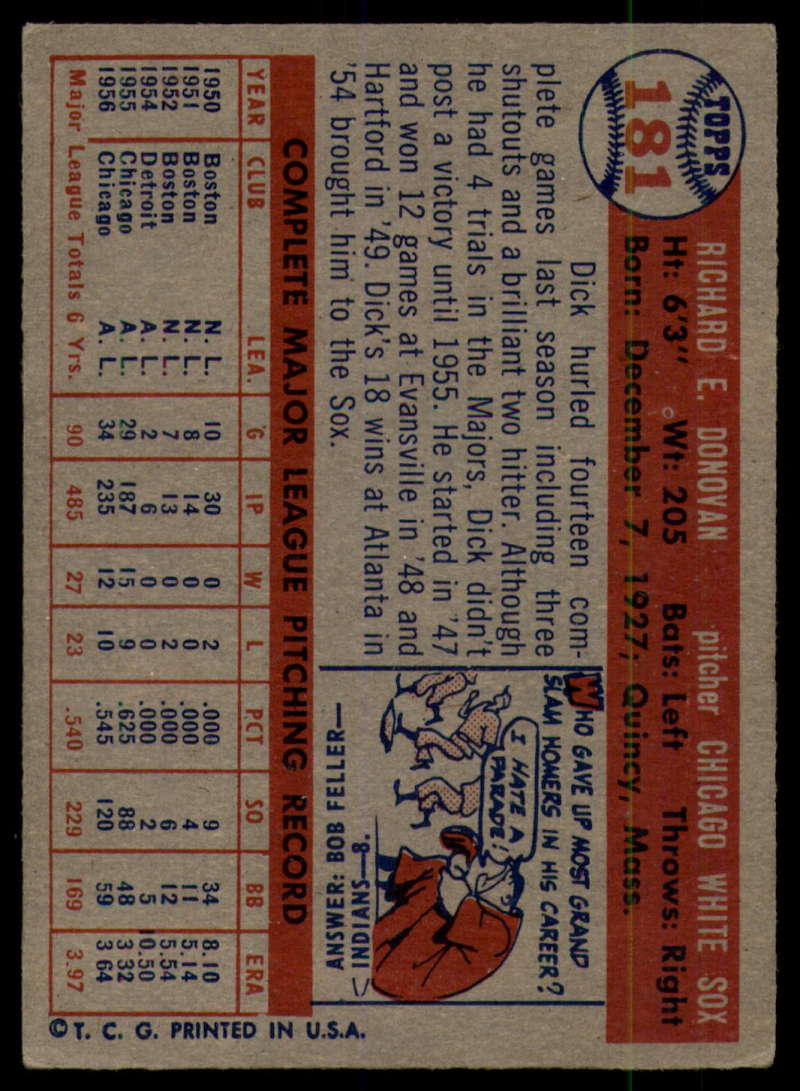 TOPPS
181
RICHARD E. DONOVAN pitcher CHICAGO WHITE SOX
Ht: 6'3" Wt: 205 Bats: Left Throws: Right
Born: December 7, 1927; Quincy, Mass.
Dick hurled fourteen com-
plete games last season including three
shutouts and a brilliant two hitter. Although
he had 4 trials in the Majors, Dick didn't
post a victory until 1955. He started in '47
and won 12 games at Evansville in '48 and
Hartford in '49. Dick's 18 wins at Atlanta in
'54 brought him to the Sox.
WHO GAVE UP MOST GRAND
SLAM HOMERS IN HIS CAREER?
I HATE A
PARADE!
ANSWER: BOB FELLER—
INDIANS—8.
COMPLETE MAJOR LEAGUE PITCHING RECORD
YEAR CLUB LEA. G IP W L PCT SO BB ERA
1950 Boston N. L. 10 30 0 2 .000 9 34 8.10
1951 Boston N. L. 8 14 0 0 .000 4 11 5.14
1952 Boston N. L. 7 13 0 2 .000 6 12 5.54
1954 Detroit A. L. 2 6 0 0 .000 2 5 10.50
1955 Chicago A. L. 29 187 15 9 .625 88 48 3.32
1956 Chicago A. L. 34 235 12 10 .545 120 59 3.64
Major League Totals 6 Yrs. 90 485 27 23 .540 229 169 3.97
© T. C. G. PRINTED IN U.S.A.